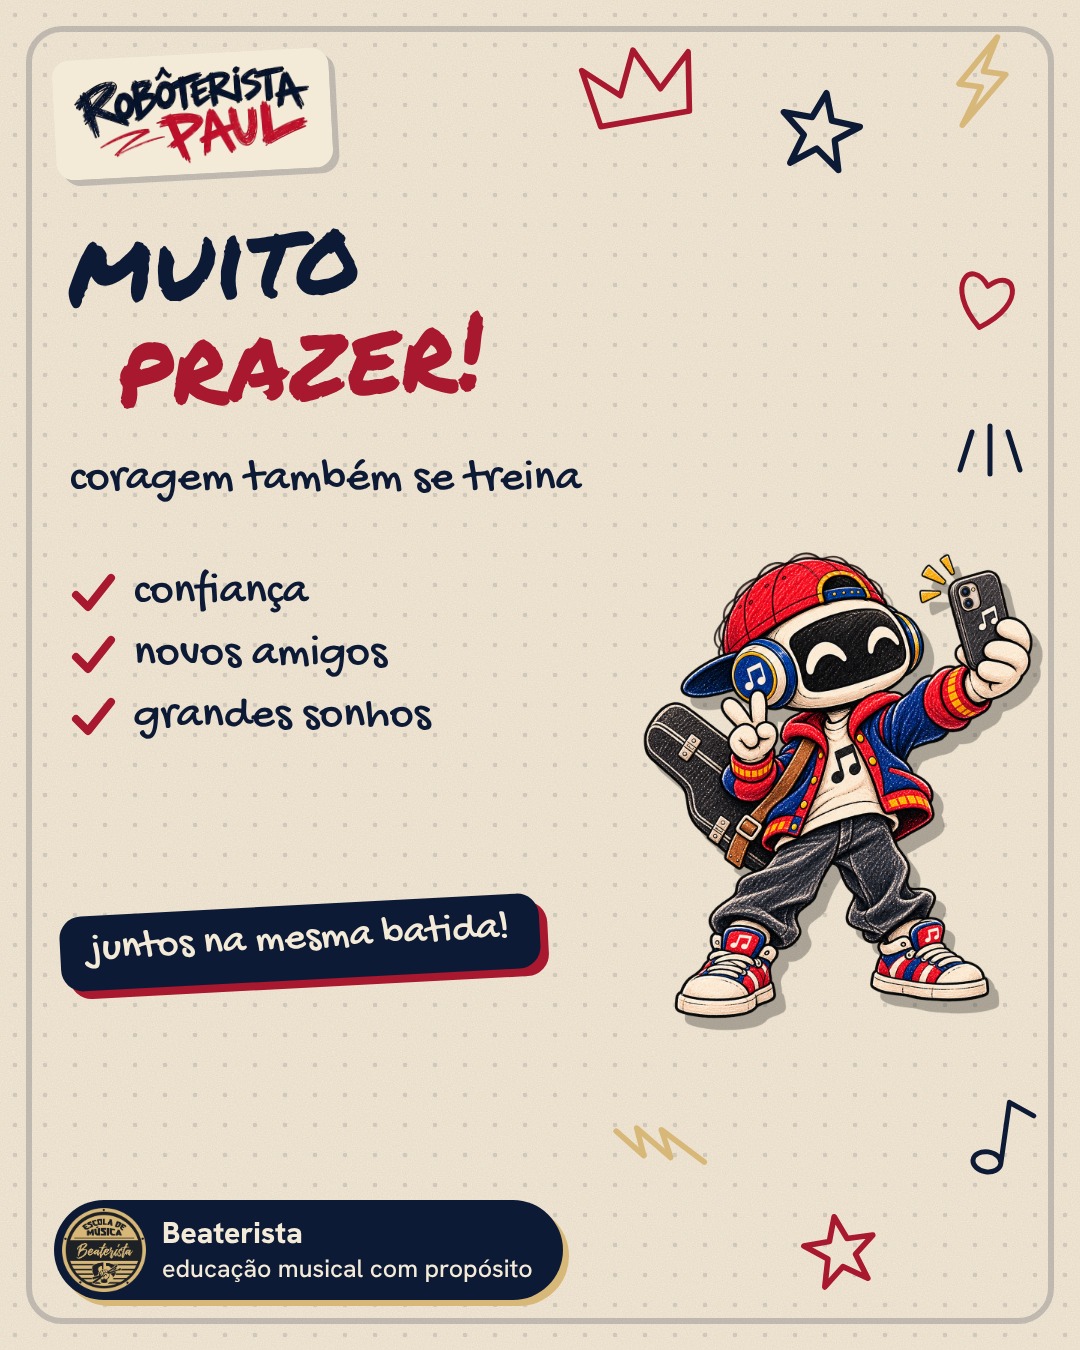 ROBÔTERISTA
PAUL
MUITO
PRAZER!
coragem também se treina
confiança
novos amigos
grandes sonhos
juntos na mesma batida!
ESCOLA DE
MÚSICA
Beaterista
Beaterista
educação musical com propósito